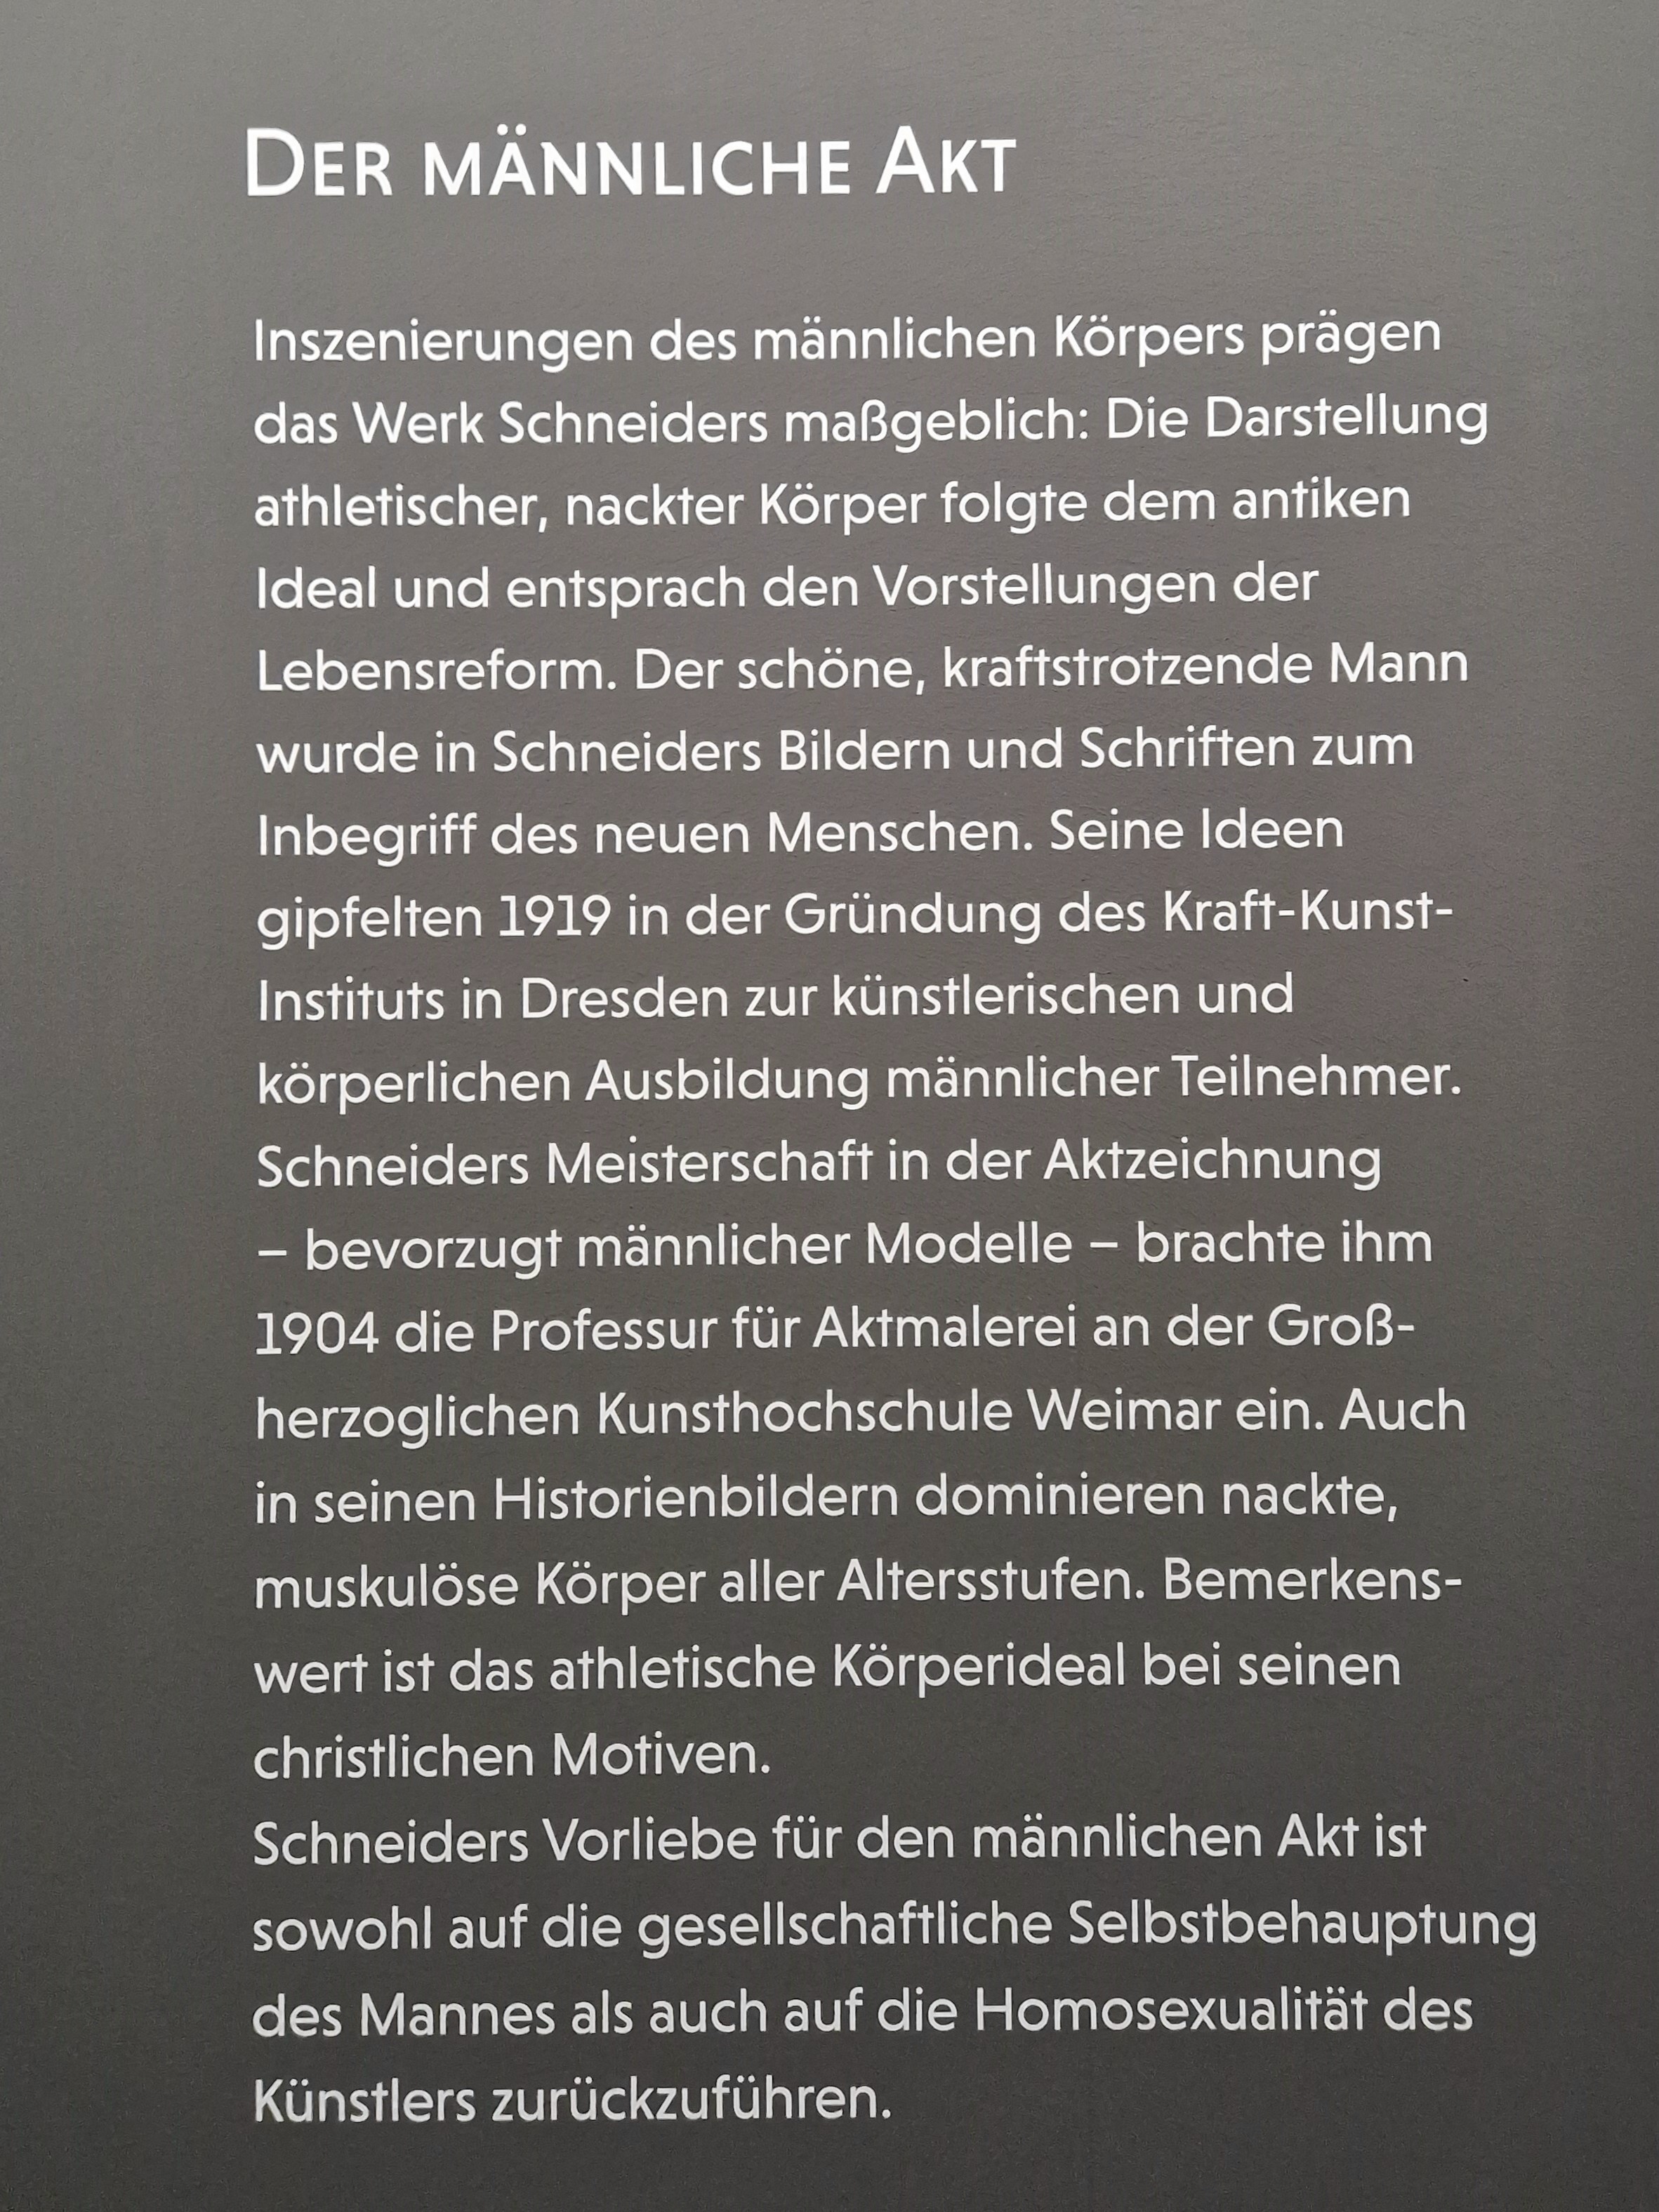 DER MÄNNLICHE AKT
Inszenierungen des männlichen Körpers prägen
das Werk Schneiders maßgeblich: Die Darstellung
athletischer, nackter Körper folgte dem antiken
Ideal und entsprach den Vorstellungen der
Lebensreform. Der schöne, kraftstrotzende Mann
wurde in Schneiders Bildern und Schriften zum
Inbegriff des neuen Menschen. Seine Ideen
gipfelten 1919 in der Gründung des Kraft-Kunst-
Instituts in Dresden zur künstlerischen und
körperlichen Ausbildung männlicher Teilnehmer.
Schneiders Meisterschaft in der Aktzeichnung
– bevorzugt männlicher Modelle – brachte ihm
1904 die Professur für Aktmalerei an der Groß-
herzoglichen Kunsthochschule Weimar ein. Auch
in seinen Historienbildern dominieren nackte,
muskulöse Körper aller Altersstufen. Bemerkens-
wert ist das athletische Körperideal bei seinen
christlichen Motiven.
Schneiders Vorliebe für den männlichen Akt ist
sowohl auf die gesellschaftliche Selbstbehauptung
des Mannes als auch auf die Homosexualität des
Künstlers zurückzuführen.